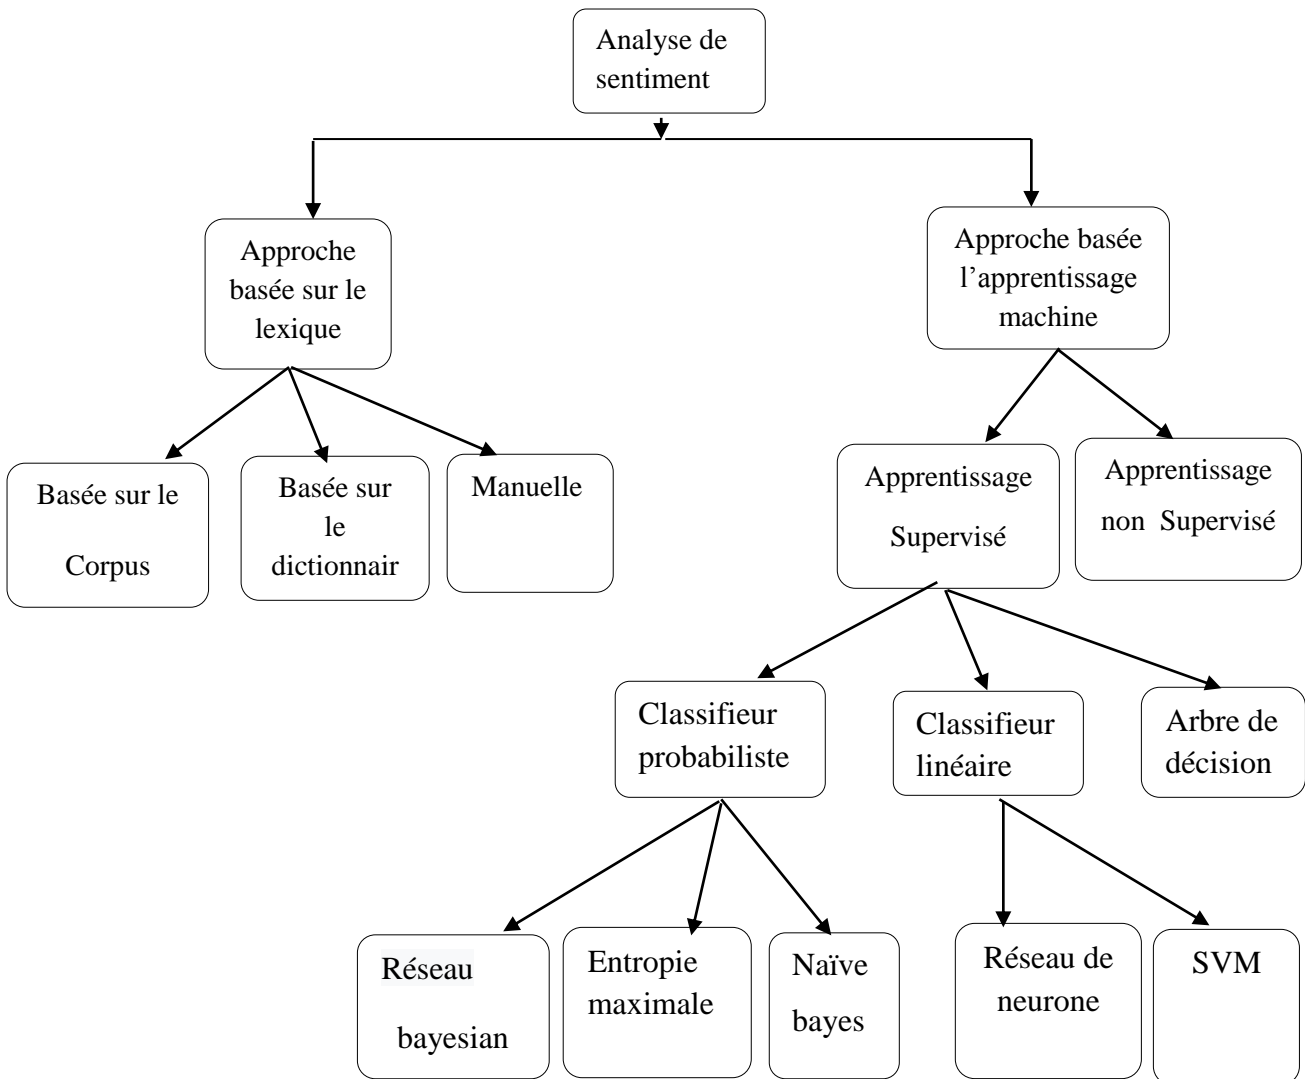 Analyse de
sentiment
Approche
basée sur le
lexique
Approche basée
l’apprentissage
machine
Basée sur le
Corpus
Basée sur
le
dictionnair
Manuelle
Apprentissage
Supervisé
Apprentissage
non Supervisé
Classifieur
probabiliste
Classifieur
linéaire
Arbre de
décision
Réseau
bayesian
Entropie
maximale
Naïve
bayes
Réseau de
neurone
SVM